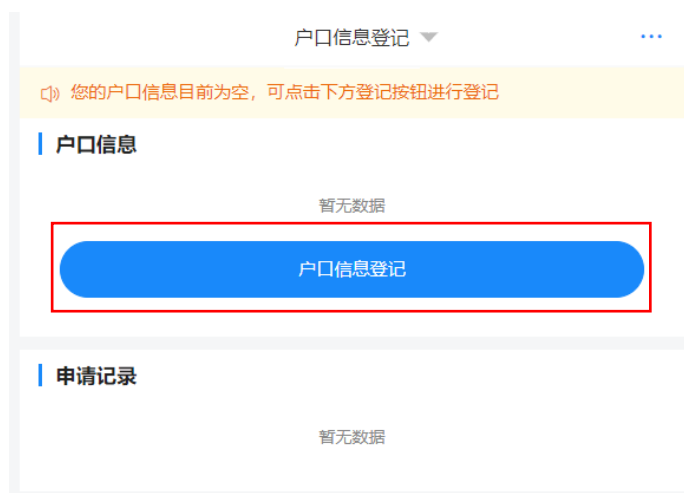 户口信息登记
您的户口信息目前为空，可点击下方登记按钮进行登记
户口信息
暂无数据
户口信息登记
申请记录
暂无数据